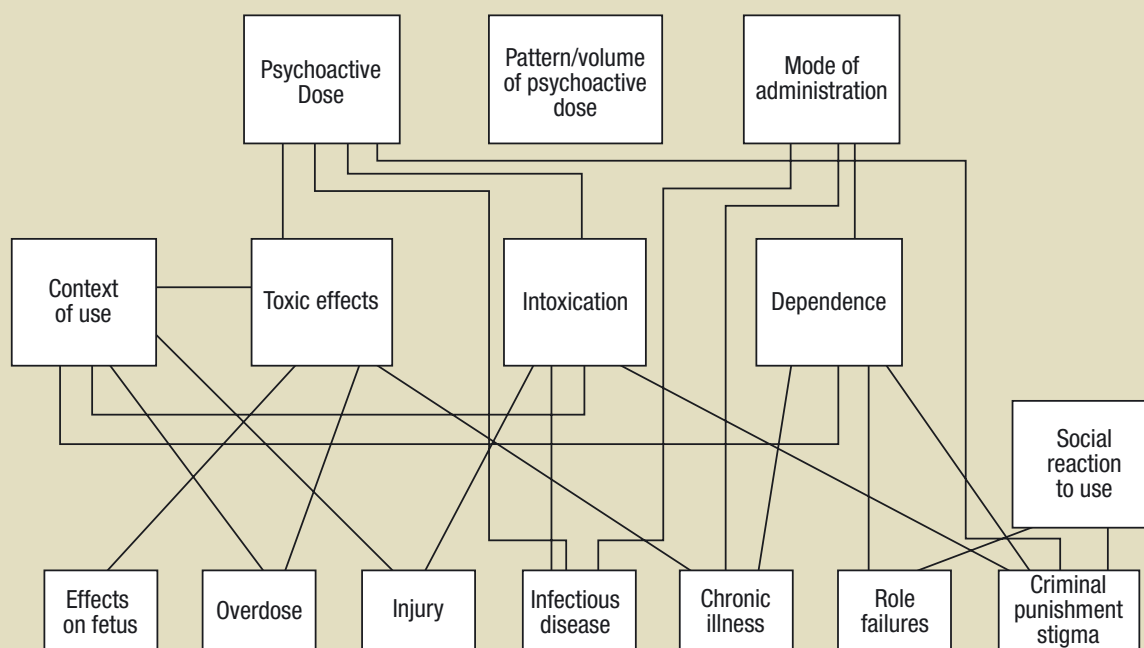 Psychoactive
Dose
Pattern/volume
of psychoactive
dose
Mode of
administration
Context
of use
Toxic effects
Intoxication
Dependence
Social
reaction
to use
Effects
on fetus
Overdose
Injury
Infectious
disease
Chronic
illness
Role
failures
Criminal
punishment
stigma